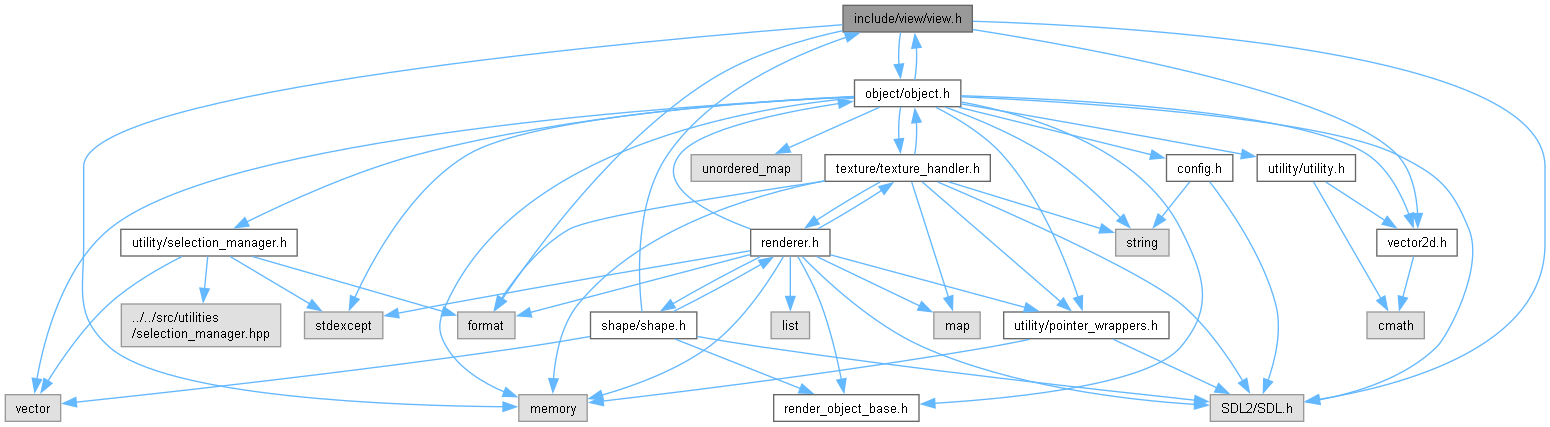 include/view/view.h
object/object.h
unordered_map
texture/texture_handler.h
config.h
utility/utility.h
utility/selection_manager.h
renderer.h
string
vector2d.h
../../src/utilities
/selection_manager.hpp
stdexcept
format
shape/shape.h
list
map
utility/pointer_wrappers.h
cmath
vector
memory
render_object_base.h
SDL2/SDL.h